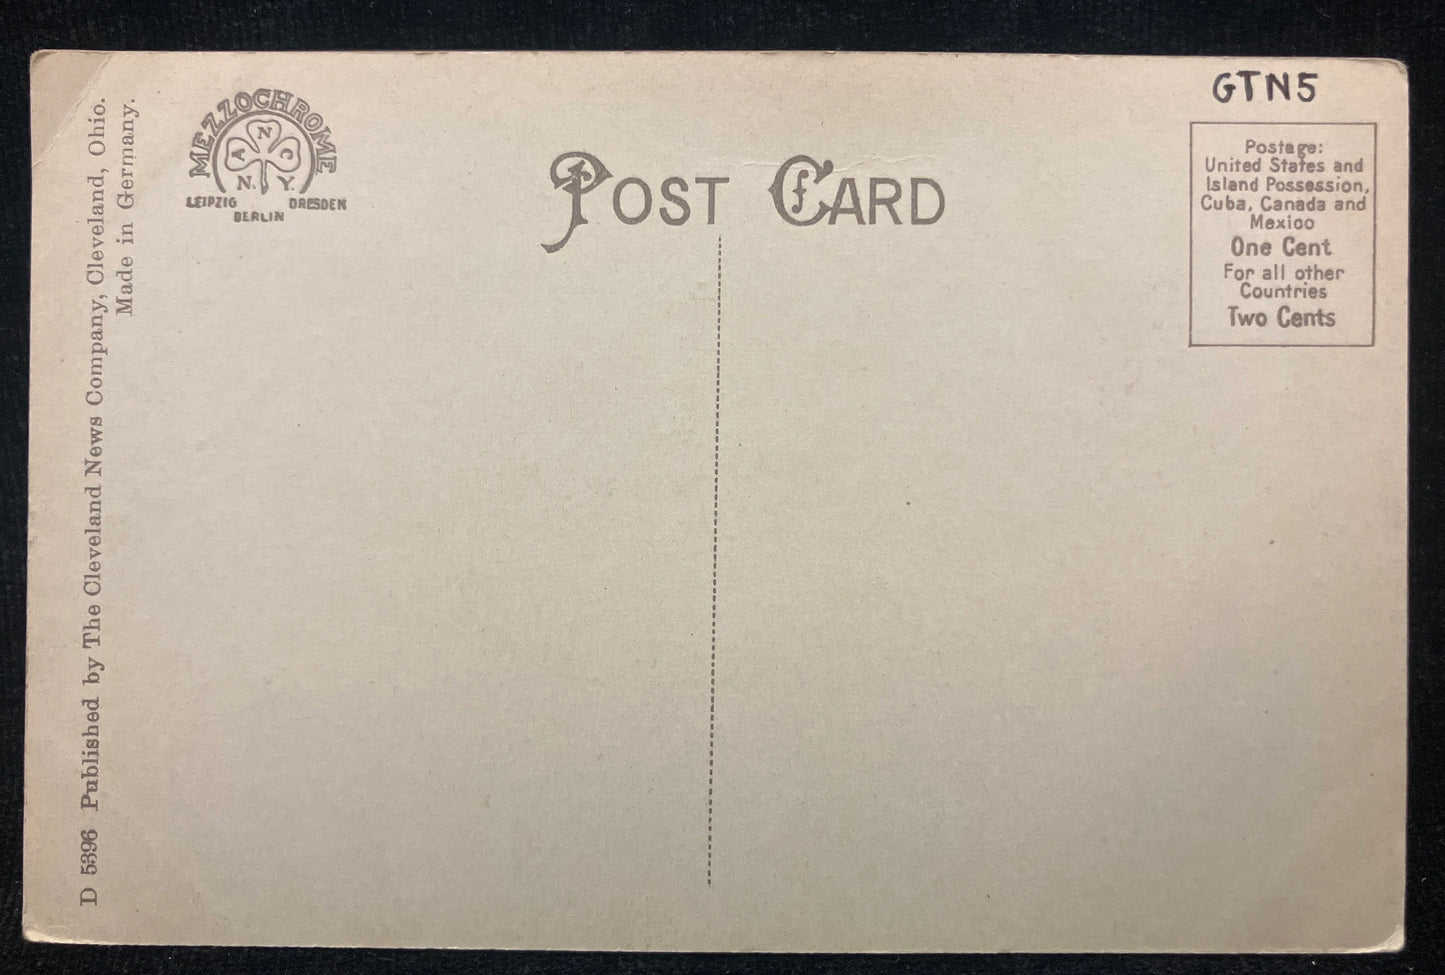 D 5396 Published by The Cleveland News Company, Cleveland, Ohio.
Made in Germany.
MEZZOCHROME
A N C
N. Y.
LEIPZIG DRESDEN
BERLIN
POST CARD
GTN5
Postage:
United States and
Island Possession,
Cuba, Canada and
Mexico
One Cent
For all other
Countries
Two Cents